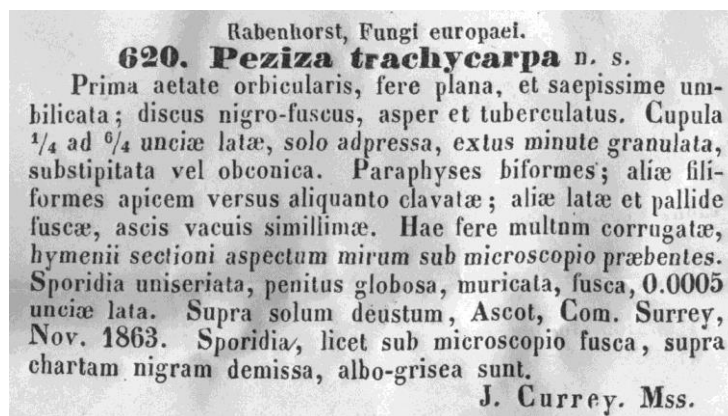 Rabenhorst, Fungi europaei.
620. Peziza trachycarpa n. s.
Prima aetate orbicularis, fere plana, et saepissime um-
bilicata; discus nigro-fuscus, asper et tuberculatus. Cupula
1/4 ad 6/4 unciæ latæ, solo adpressa, extus minute granulata,
substipitata vel obconica. Paraphyses biformes; aliæ fili-
formes apicem versus aliquanto clavatæ; aliæ latæ et pallide
fuscæ, ascis vacuis simillimæ. Hae fere multnm corrugatæ,
hymenii sectioni aspectum mirum sub microscopio præbentes.
Sporidia uniseriata, penitus globosa, muricata, fusca, 0.0005
unciæ lata. Supra solum deustum, Ascot, Com. Surrey,
Nov. 1863. Sporidia, licet sub microscopio fusca, supra
chartam nigram demissa, albo-grisea sunt.
J. Currey. Mss.